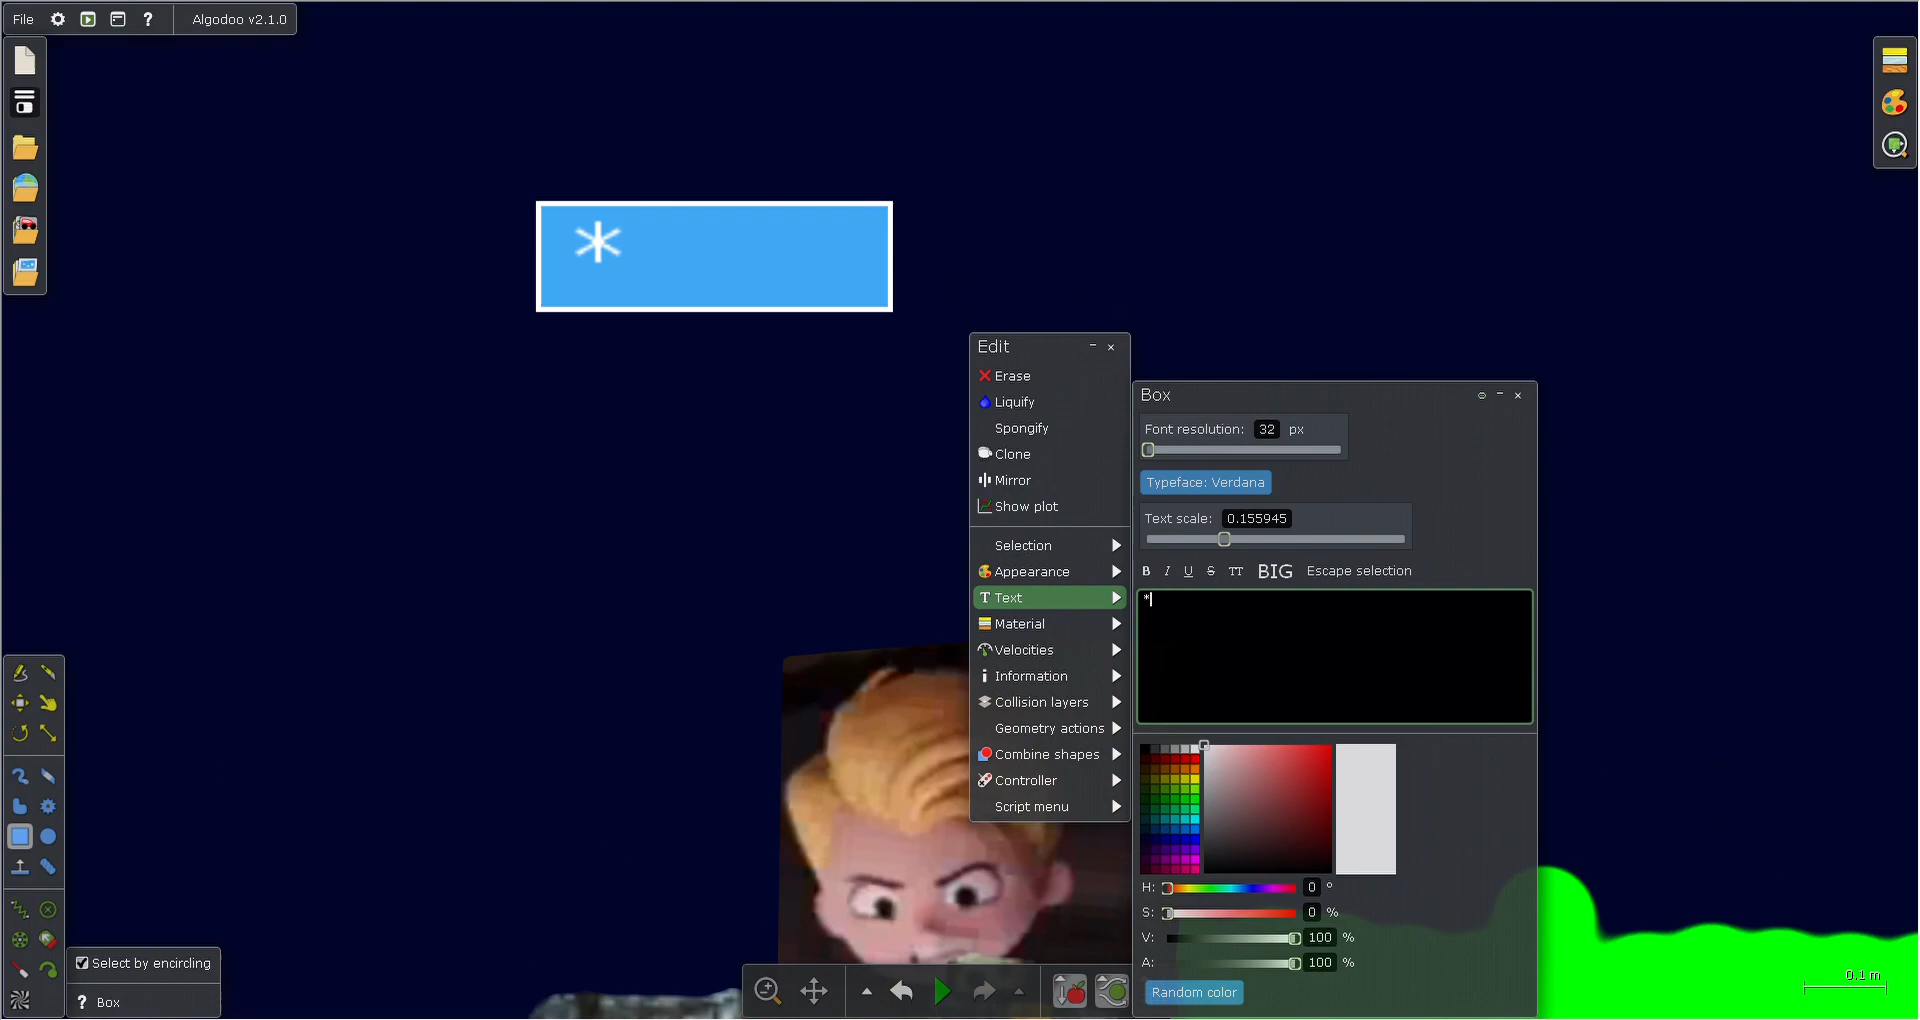 File ? Algodoo v2.1.0
*
Edit
Erase
Liquify
Spongify
Clone
Mirror
Show plot
Selection
Appearance
T Text
Material
Velocities
Information
Collision layers
Geometry actions
Combine shapes
Controller
Script menu
Box
Font resolution: 32 px
Typeface: Verdana
Text scale: 0.155945
B I U S TT BIG Escape selection
*
H: 0 °
S: 0 %
V: 100 %
A: 100 %
Random color
Select by encircling
? Box
0.1 m